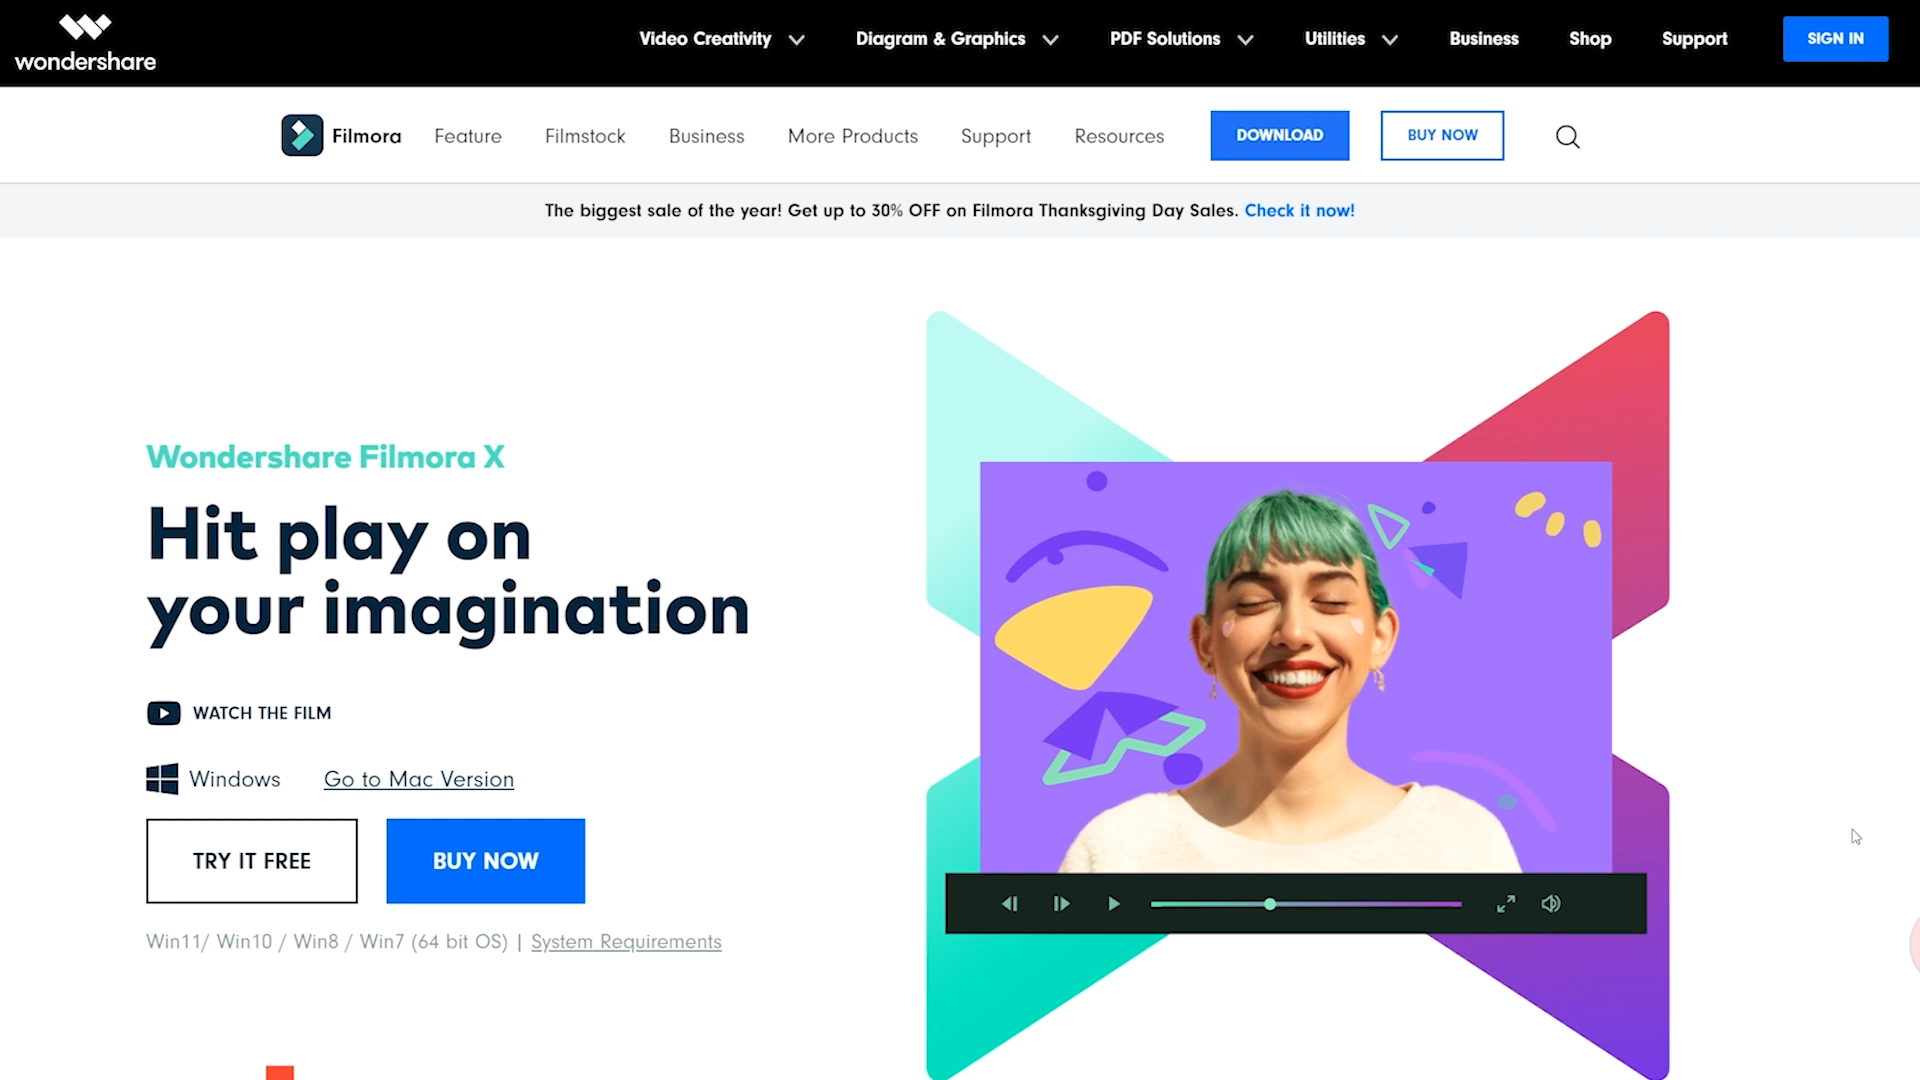 wondershare
Video Creativity
Diagram & Graphics
PDF Solutions
Utilities
Business
Shop
Support
SIGN IN
Filmora
Feature
Filmstock
Business
More Products
Support
Resources
DOWNLOAD
BUY NOW
The biggest sale of the year! Get up to 30% OFF on Filmora Thanksgiving Day Sales. Check it now!
Wondershare Filmora X
Hit play on
your imagination
WATCH THE FILM
Windows
Go to Mac Version
TRY IT FREE
BUY NOW
Win11/ Win10 / Win8 / Win7 (64 bit OS) | System Requirements